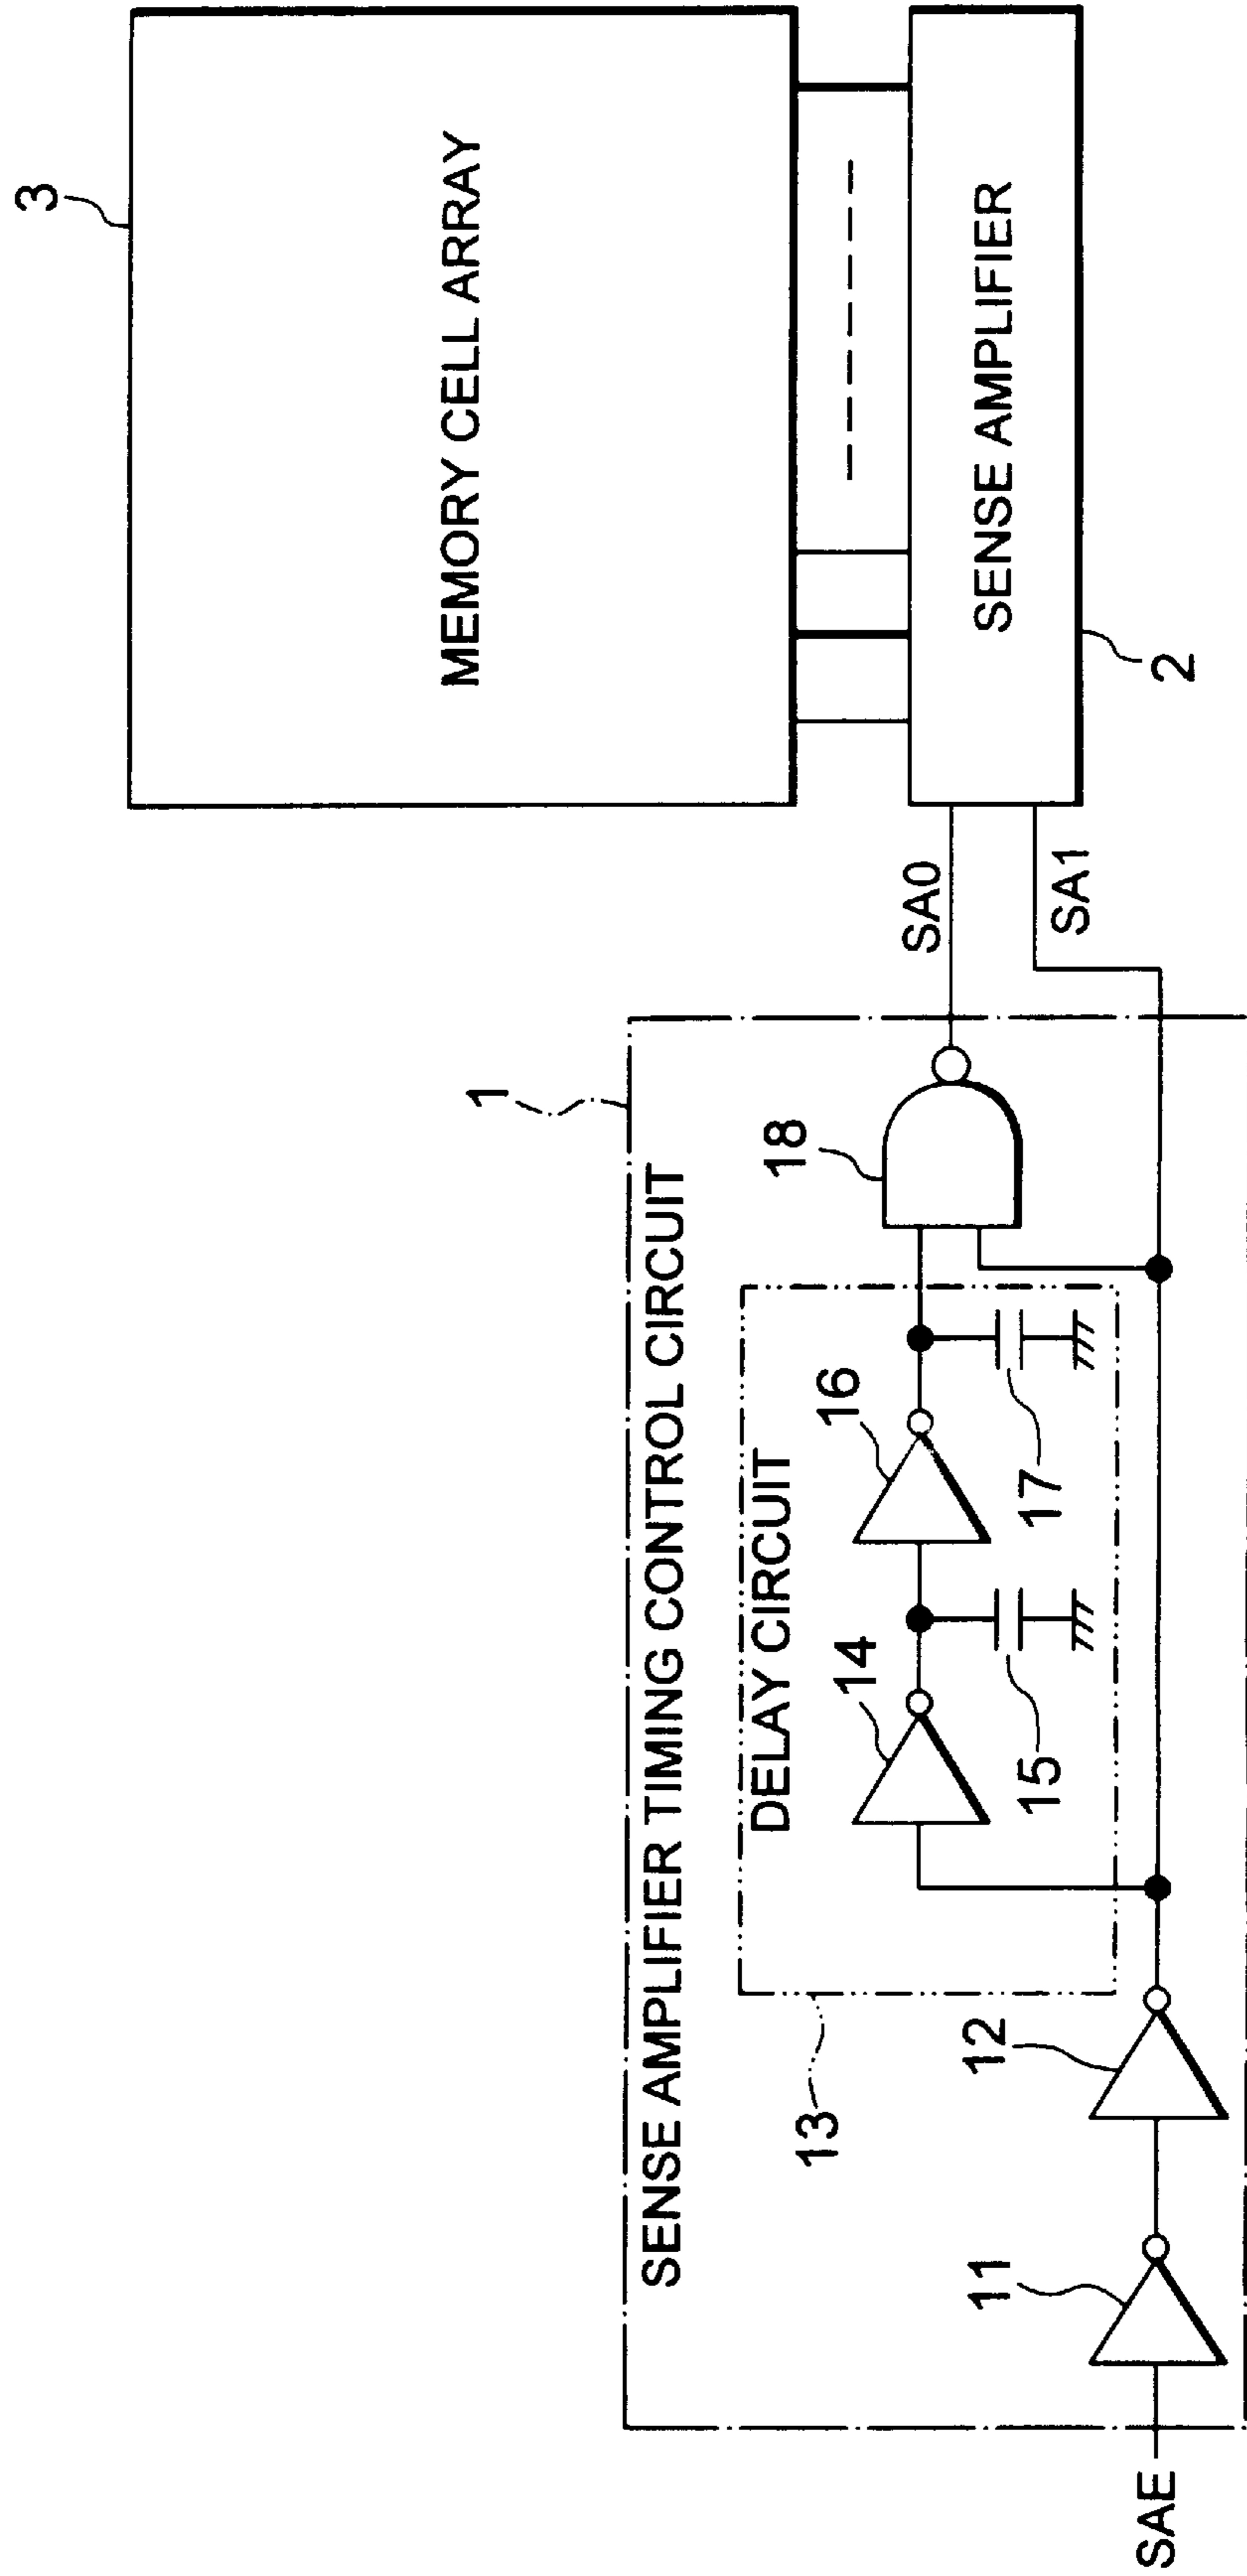 3
MEMORY CELL ARRAY
SENSE AMPLIFIER
2
SA0
SA1
1
SENSE AMPLIFIER TIMING CONTROL CIRCUIT
18
DELAY CIRCUIT
14
16
15
17
13
11
12
SAE